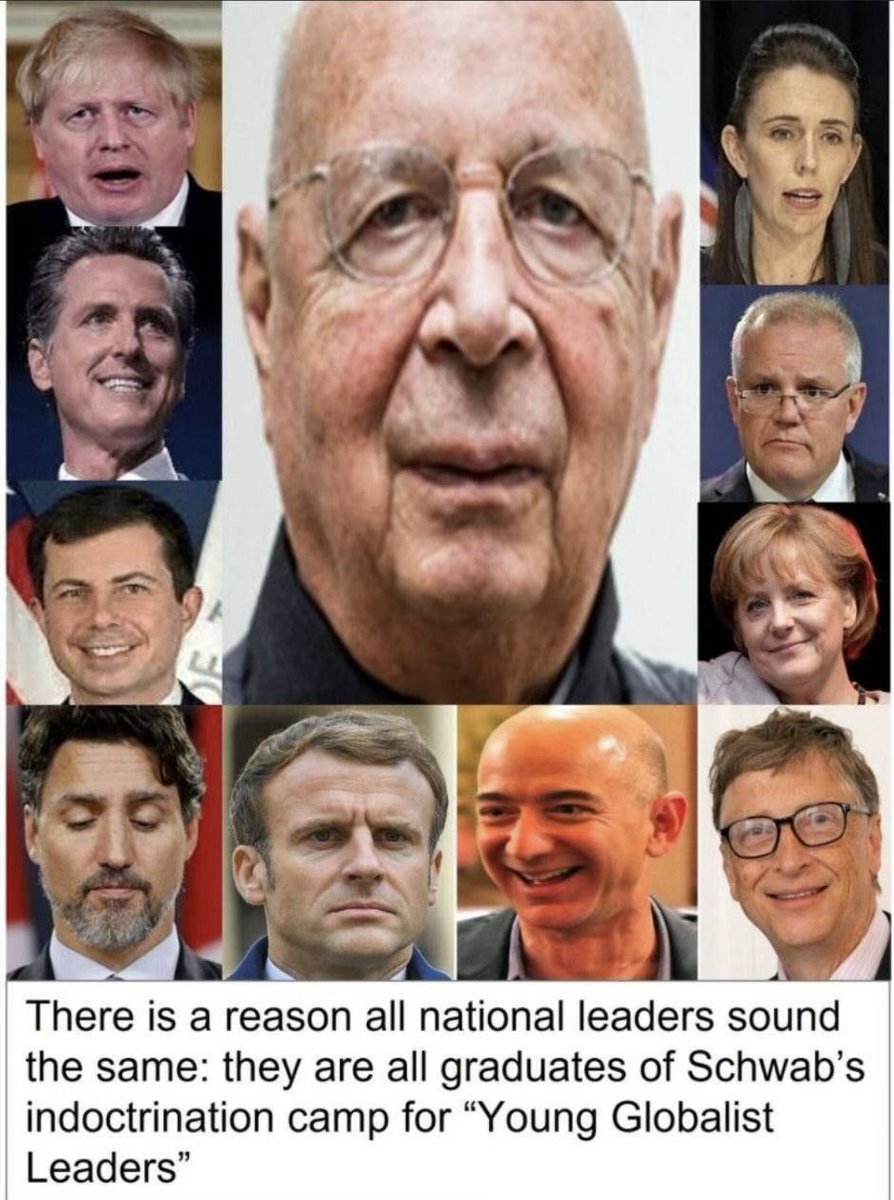 There is a reason all national leaders sound
the same: they are all graduates of Schwab’s
indoctrination camp for “Young Globalist
Leaders”